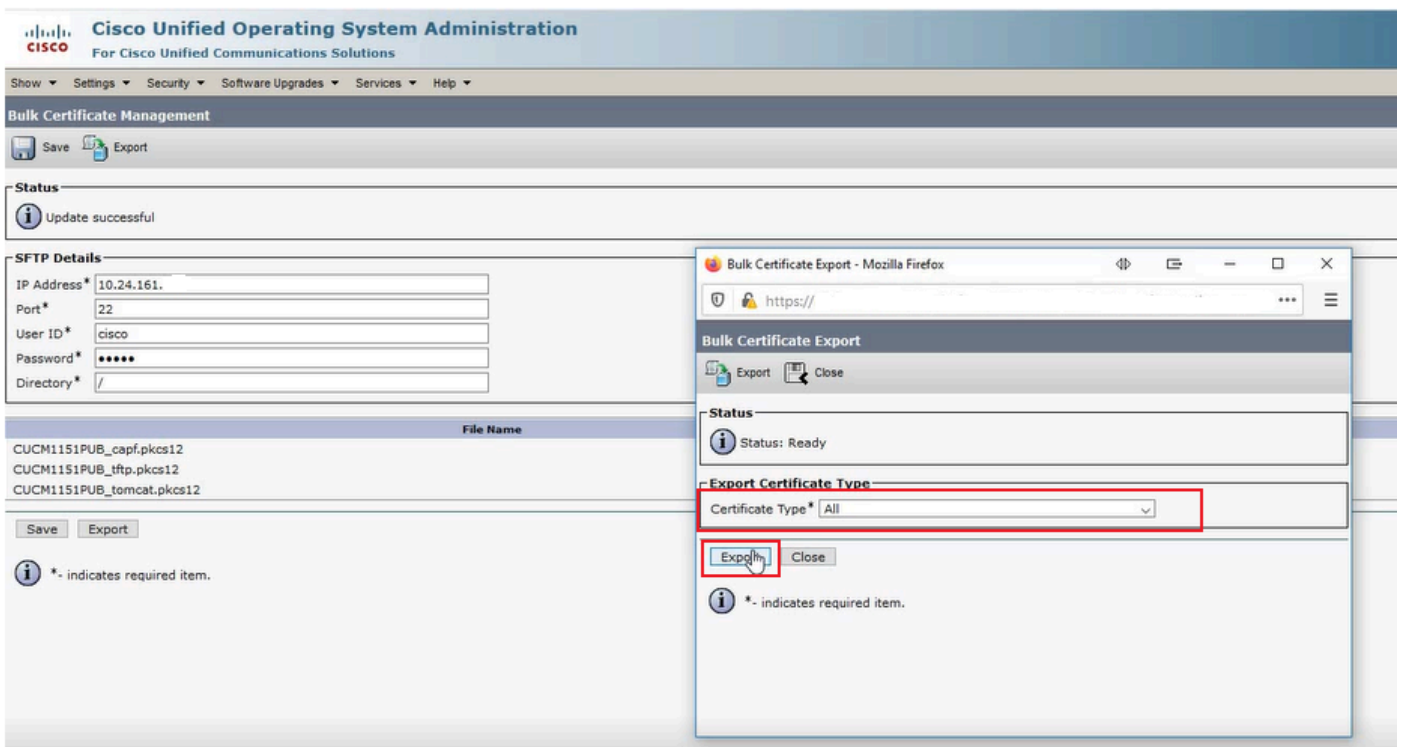 Cisco Unified Operating System Administration
CISCO
For Cisco Unified Communications Solutions
Show Settings Security Software Upgrades Services Help
Bulk Certificate Management
Save Export
Status
Update successful
SFTP Details
IP Address* 10.24.161.
Port* 22
User ID* cisco
Password* •••••
Directory* /
File Name
CUCM1151PUB_capf.pkcs12
CUCM1151PUB_tftp.pkcs12
CUCM1151PUB_tomcat.pkcs12
Save Export
*- indicates required item.
Bulk Certificate Export - Mozilla Firefox
https://
Bulk Certificate Export
Export Close
Status
Status: Ready
Export Certificate Type
Certificate Type* All
Close
*- indicates required item.